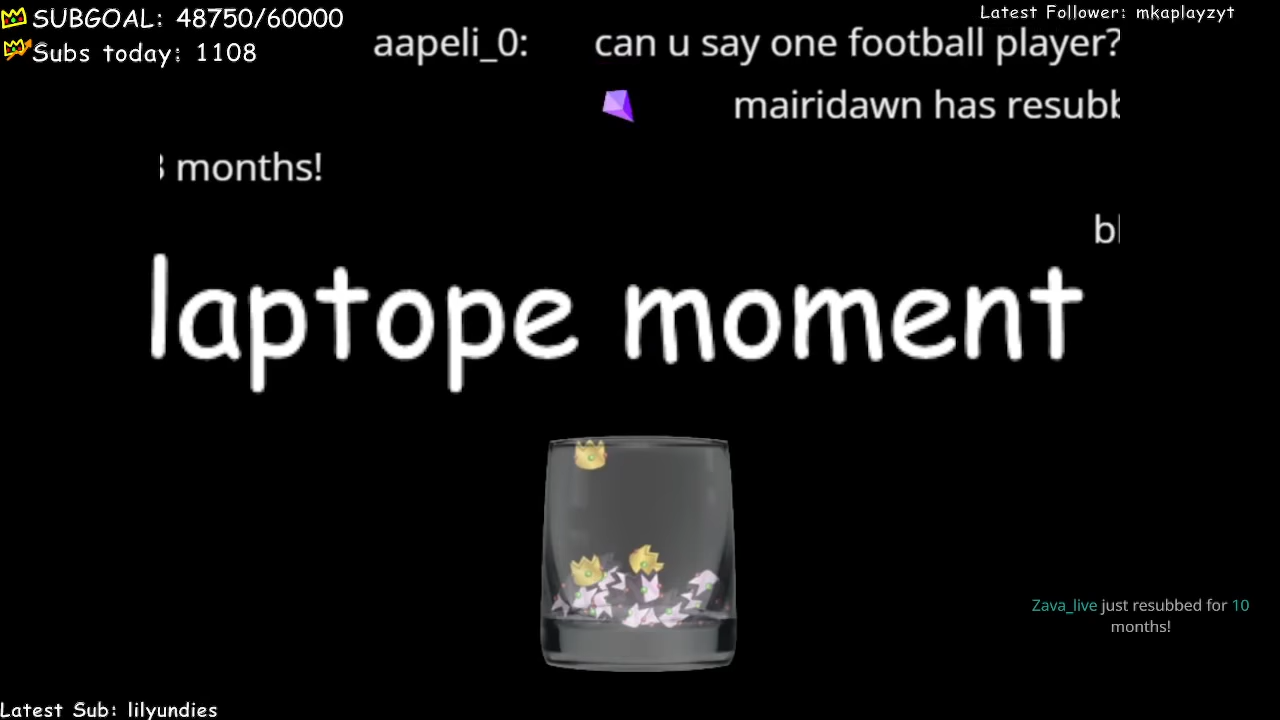 SUBGOAL: 48750/60000
Latest Follower: mkaplayzyt
Subs today: 1108
aapeli_0: can u say one football player?
mairidawn has resubb
months!
laptope moment
Zava_live just resubbed for 10
months!
Latest Sub: lilyundies